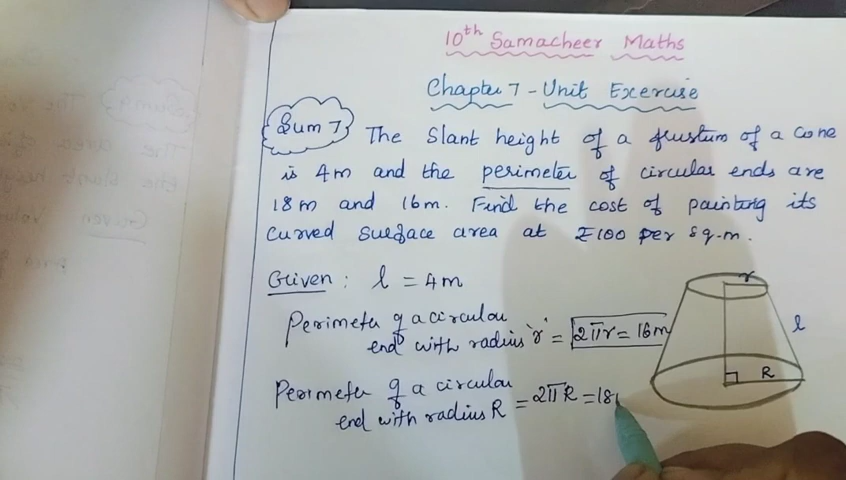 10th Samacheer Maths
Chapter 7 - Unit Exercise
Sum 7
The Slant height of a frustum of a cone
is 4m and the perimeter of circular ends are
18m and 16m. Find the cost of painting its
curved surface area at ₹100 per sq.m.
Given : l = 4m
Perimeter of a circular
end with radius 'r' = 2πr = 16m
Perimeter of a circular
end with radius R = 2πR = 18
r
l
R